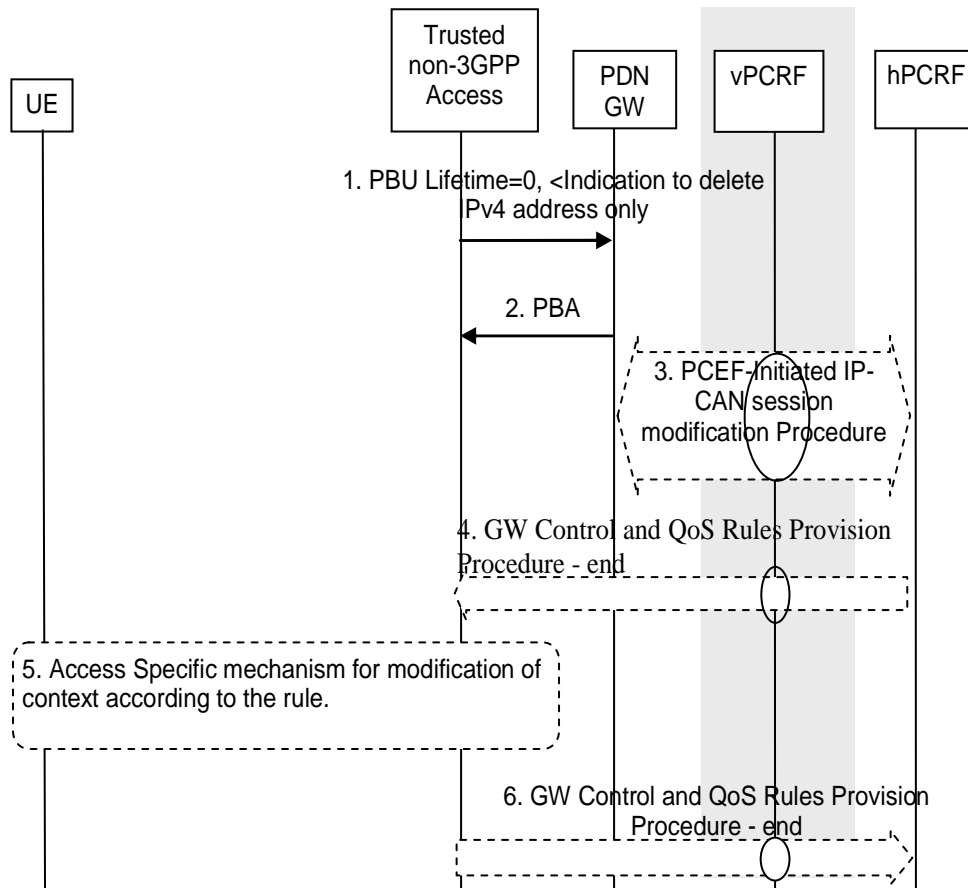 UE
Trusted
non-3GPP
Access
PDN
GW
vPCRF
hPCRF
1. PBU Lifetime=0, <Indication to delete
IPv4 address only
2. PBA
3. PCEF-Initiated IP-
CAN session
modification Procedure
4. GW Control and QoS Rules Provision
Procedure - end
5. Access Specific mechanism for modification of
context according to the rule.
6. GW Control and QoS Rules Provision
Procedure - end